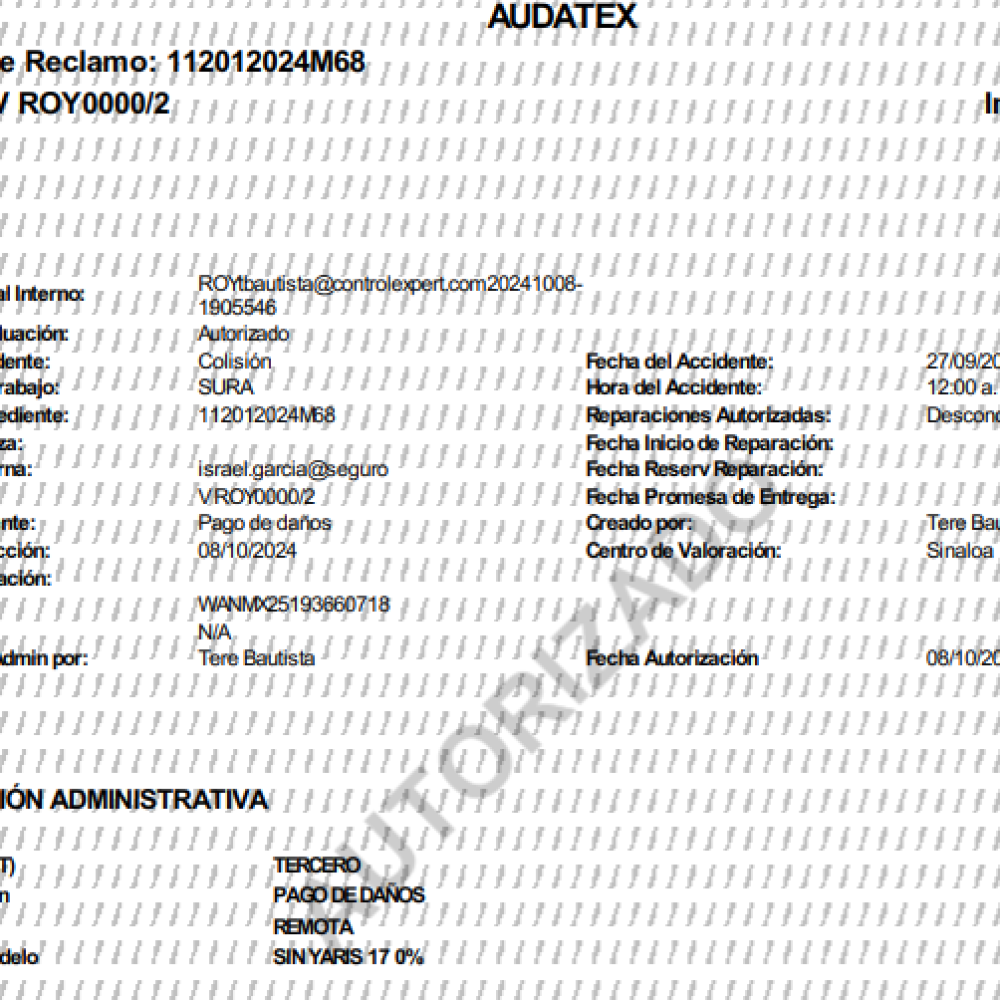 AUDATEX
e Reclamo: 112012024M68
V ROY0000/2
In
al Interno: ROYtbautista@controlexpert.com20241008-
1905546
luación: Autorizado
dente: Colisión Fecha del Accidente: 27/09/20
rabajo: SURA Hora del Accidente: 12:00 a.
ediente: 112012024M68 Reparaciones Autorizadas: Descono
za: Fecha Inicio de Reparación:
rna: israel.garcia@seguro Fecha Reserv Reparación:
VROY0000/2 Fecha Promesa de Entrega:
nte: Pago de daños Creado por: Tere Bau
cción: 08/10/2024 Centro de Valoración: Sinaloa
ación:
WANMX25193660718
N/A
Admin por: Tere Bautista Fecha Autorización 08/10/20
AUTORIZADO
IÓN ADMINISTRATIVA
T) TERCERO
n PAGO DE DAÑOS
REMOTA
delo SIN YARIS 17 0%